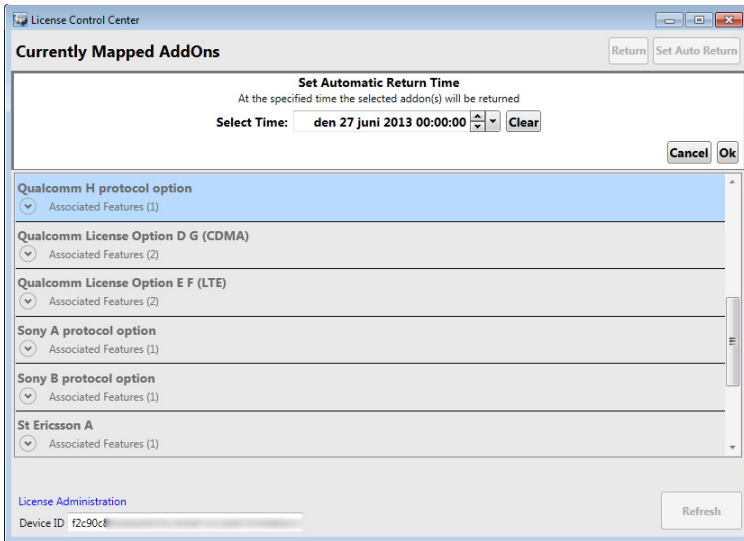 License Control Center
Currently Mapped AddOns
Return
Set Auto Return
Set Automatic Return Time
At the specified time the selected addon(s) will be returned
Select Time:
den 27 juni 2013 00:00:00
Clear
Cancel
Ok
Qualcomm H protocol option
Associated Features (1)
Qualcomm License Option D G (CDMA)
Associated Features (2)
Qualcomm License Option E F (LTE)
Associated Features (2)
Sony A protocol option
Associated Features (1)
Sony B protocol option
Associated Features (1)
St Ericsson A
Associated Features (1)
License Administration
Refresh
Device ID f2c90c8